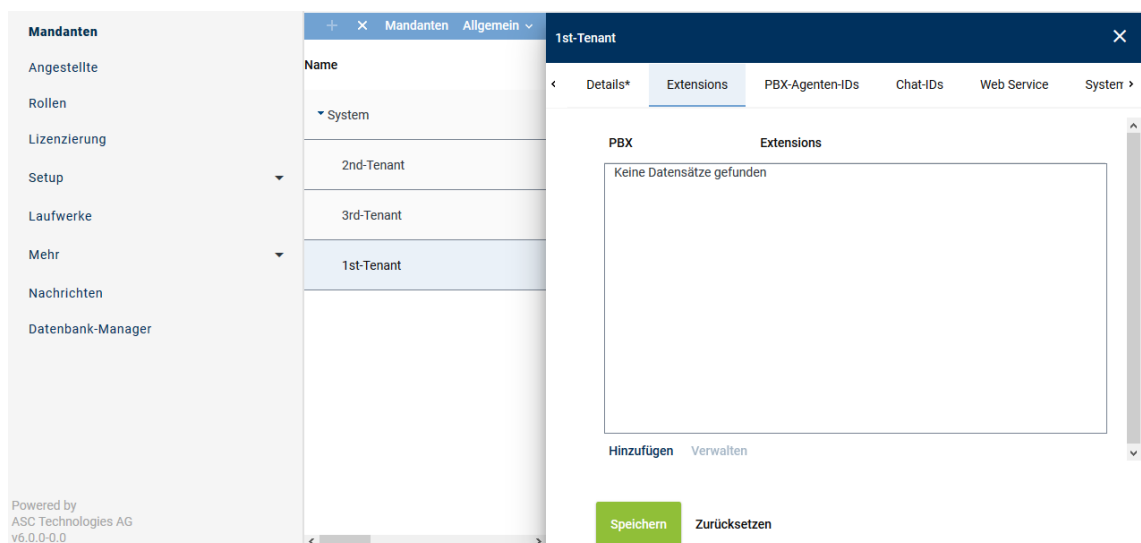 Mandanten
Angestellte
Rollen
Lizenzierung
Setup
Laufwerke
Mehr
Nachrichten
Datenbank-Manager
Powered by
ASC Technologies AG
v6.0.0-0.0
Mandanten Allgemein
Name
System
2nd-Tenant
3rd-Tenant
1st-Tenant
1st-Tenant
Details* Extensions PBX-Agenten-IDs Chat-IDs Web Service
PBX Extensions
Keine Datensätze gefunden
Hinzufügen Verwalten
Speichern Zurücksetzen